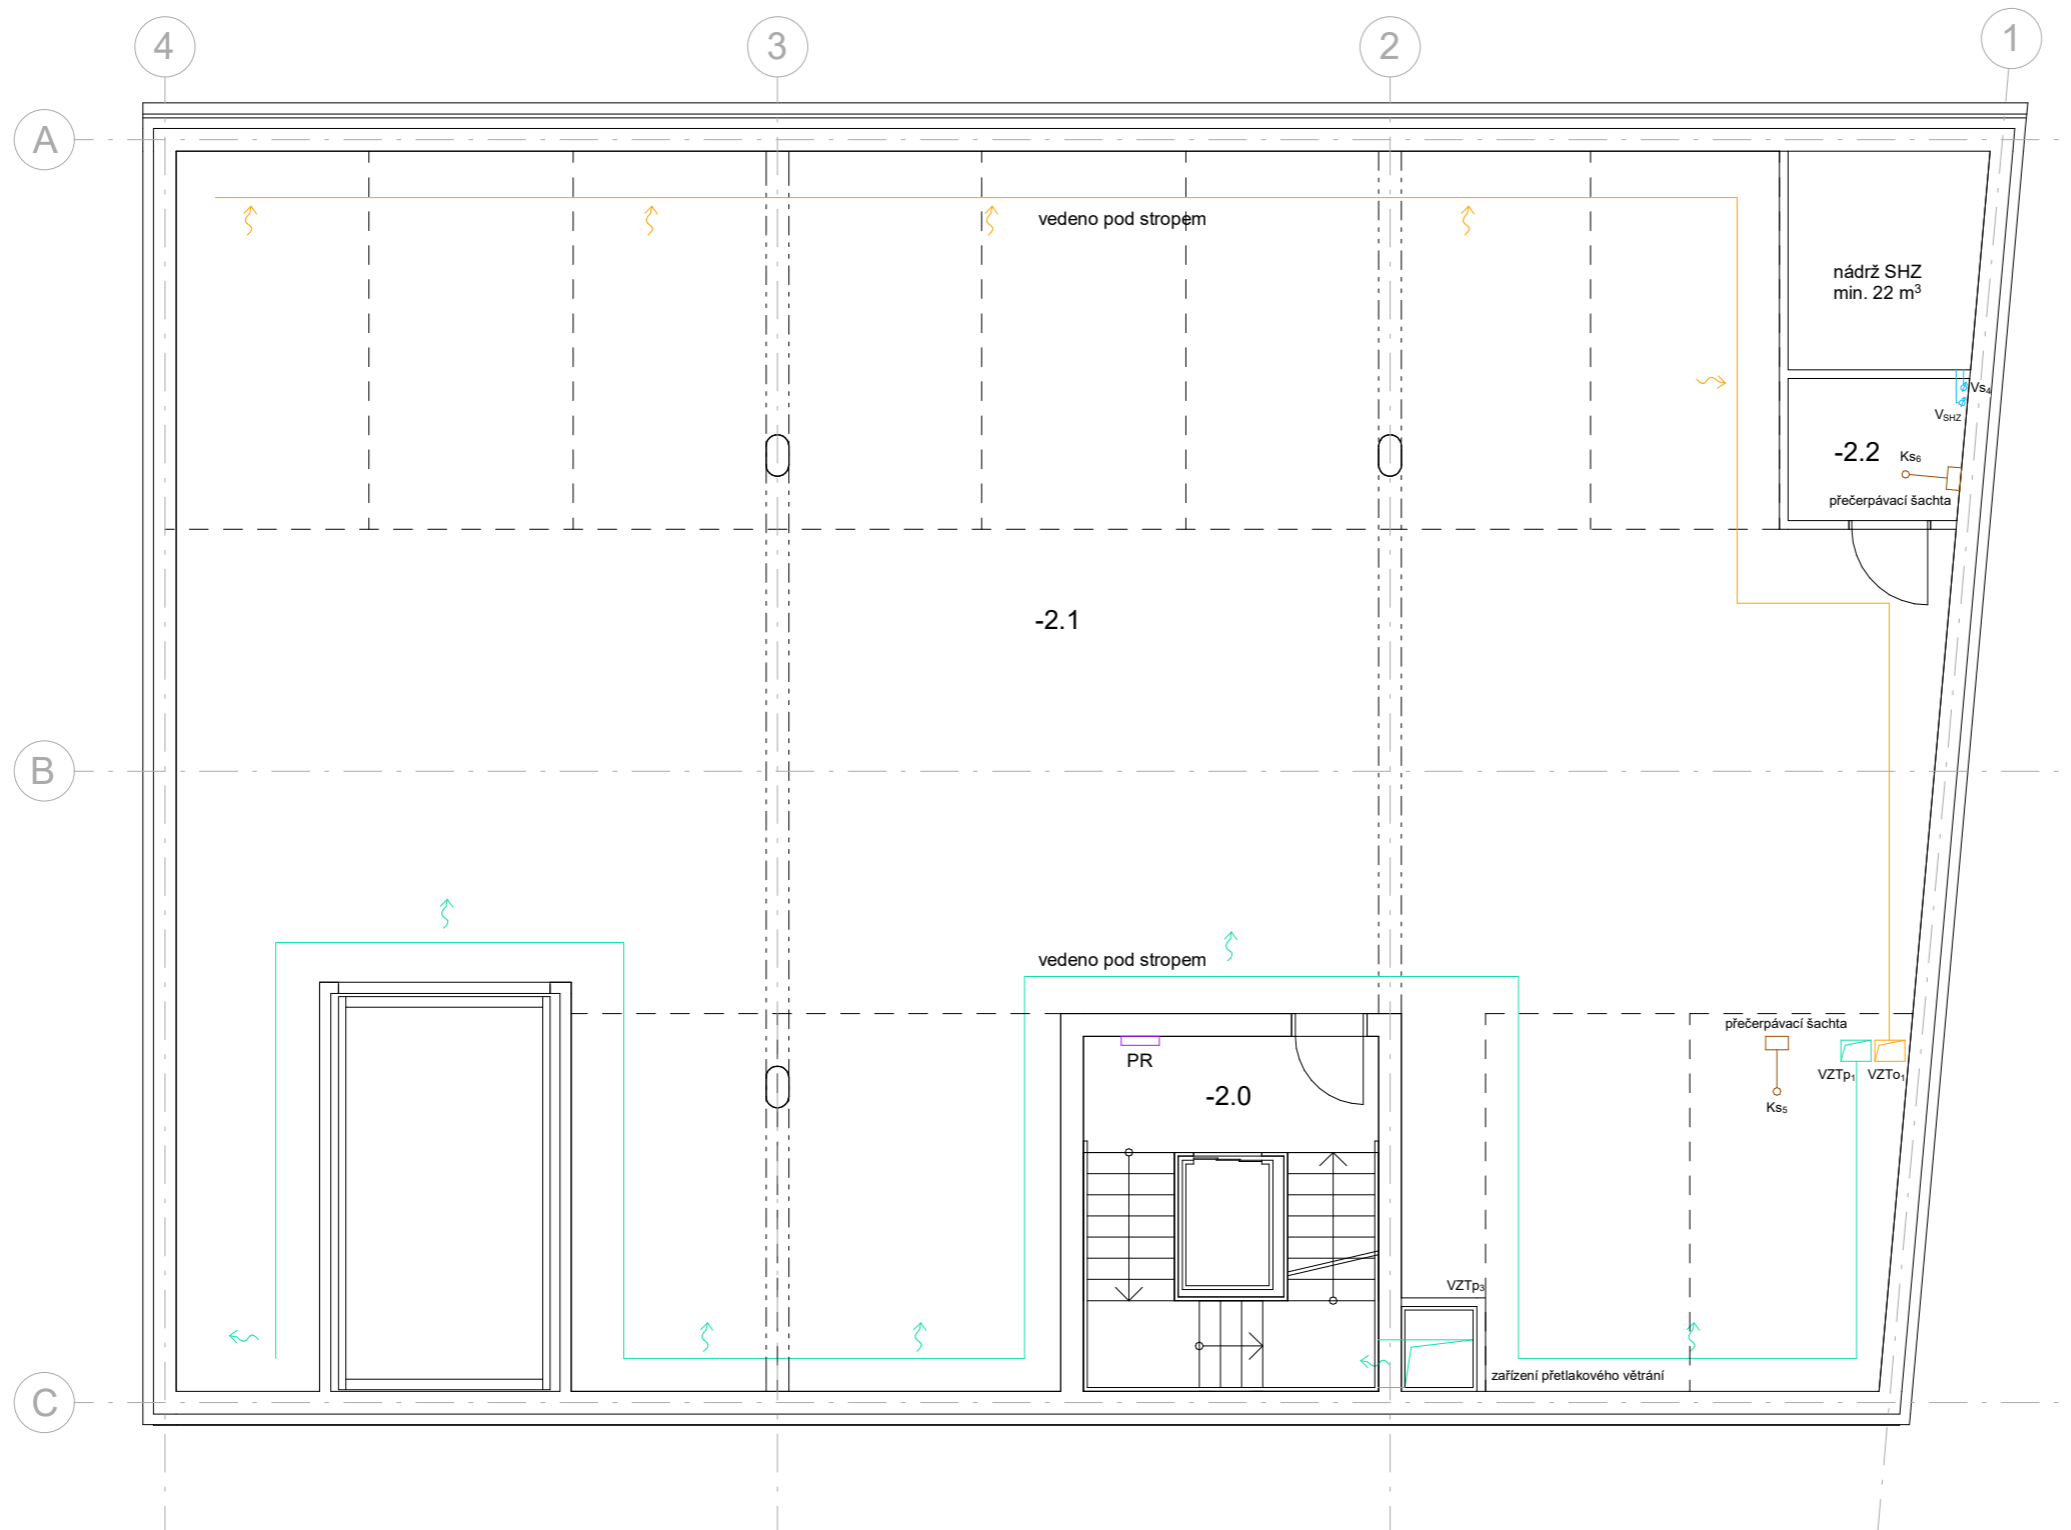 4
3
2
1
A
vedeno pod stropem
nádrž SHZ
min. 22 m³
Vs₄
V_SHZ
-2.2
Ks₆
přečerpávací šachta
-2.1
B
vedeno pod stropem
přečerpávací šachta
PR
VZTp₁
VZTo₁
-2.0
Ks₅
VZTp₃
zařízení přetlakového větrání
C